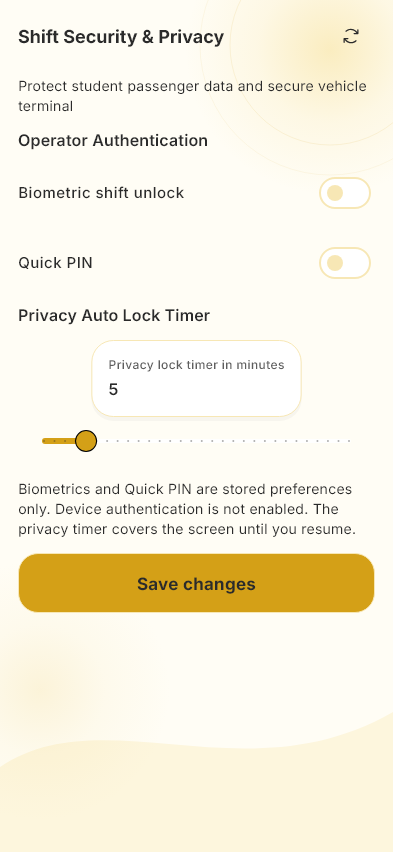 Shift Security & Privacy
Protect student passenger data and secure vehicle
terminal
Operator Authentication
Biometric shift unlock
Quick PIN
Privacy Auto Lock Timer
Privacy lock timer in minutes
5
Biometrics and Quick PIN are stored preferences
only. Device authentication is not enabled. The
privacy timer covers the screen until you resume.
Save changes